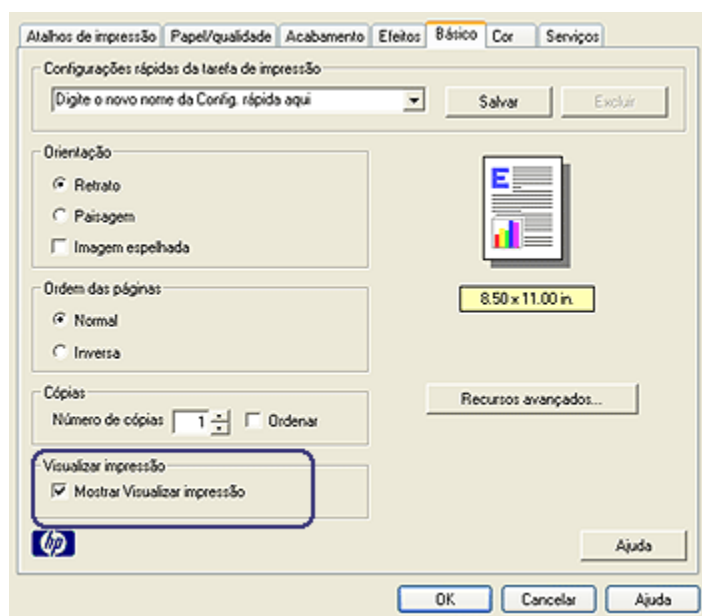 Atalhos de impressão Papel/qualidade Acabamento Efeitos Básico Cor Serviços
Configurações rápidas da tarefa de impressão
Digite o novo nome da Config. rápida aqui Salvar Excluir
Orientação
Retrato
Paisagem
Imagem espelhada
E
8.50 x 11.00 in.
Ordem das páginas
Normal
Inversa
Cópias
Número de cópias 1 Ordenar
Recursos avançados...
Visualizar impressão
Mostrar Visualizar impressão
hp
Ajuda
OK Cancelar Ajuda